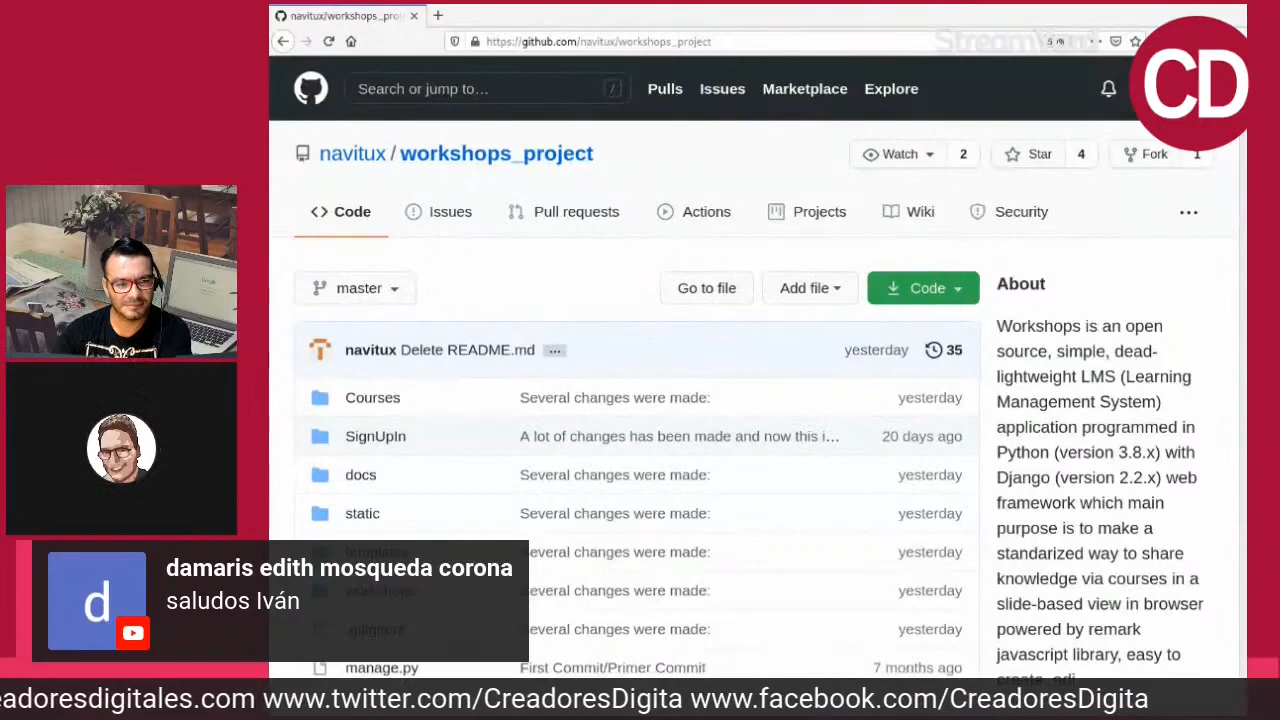 navitux/workshops_proj
https://github.com/navitux/workshops_project
StreamYard
CD
Search or jump to…
/
Pulls
Issues
Marketplace
Explore
navitux / workshops_project
Watch
2
Star
4
Fork
1
Code
Issues
Pull requests
Actions
Projects
Wiki
Security
master
Go to file
Add file
Code
navitux Delete README.md
yesterday
35
Courses
Several changes were made:
yesterday
SignUpIn
A lot of changes has been made and now this i…
20 days ago
docs
Several changes were made:
yesterday
static
Several changes were made:
yesterday
templates
Several changes were made:
yesterday
workshops
Several changes were made:
yesterday
.gitignore
Several changes were made:
yesterday
manage.py
First Commit/Primer Commit
7 months ago
About
Workshops is an open
source, simple, dead-
lightweight LMS (Learning
Management System)
application programmed in
Python (version 3.8.x) with
Django (version 2.2.x) web
framework which main
purpose is to make a
standarized way to share
knowledge via courses in a
slide-based view in browser
powered by remark
javascript library, easy to
d
damaris edith mosqueda corona
saludos Iván
eadoresdigitales.com www.twitter.com/CreadoresDigita www.facebook.com/CreadoresDigita